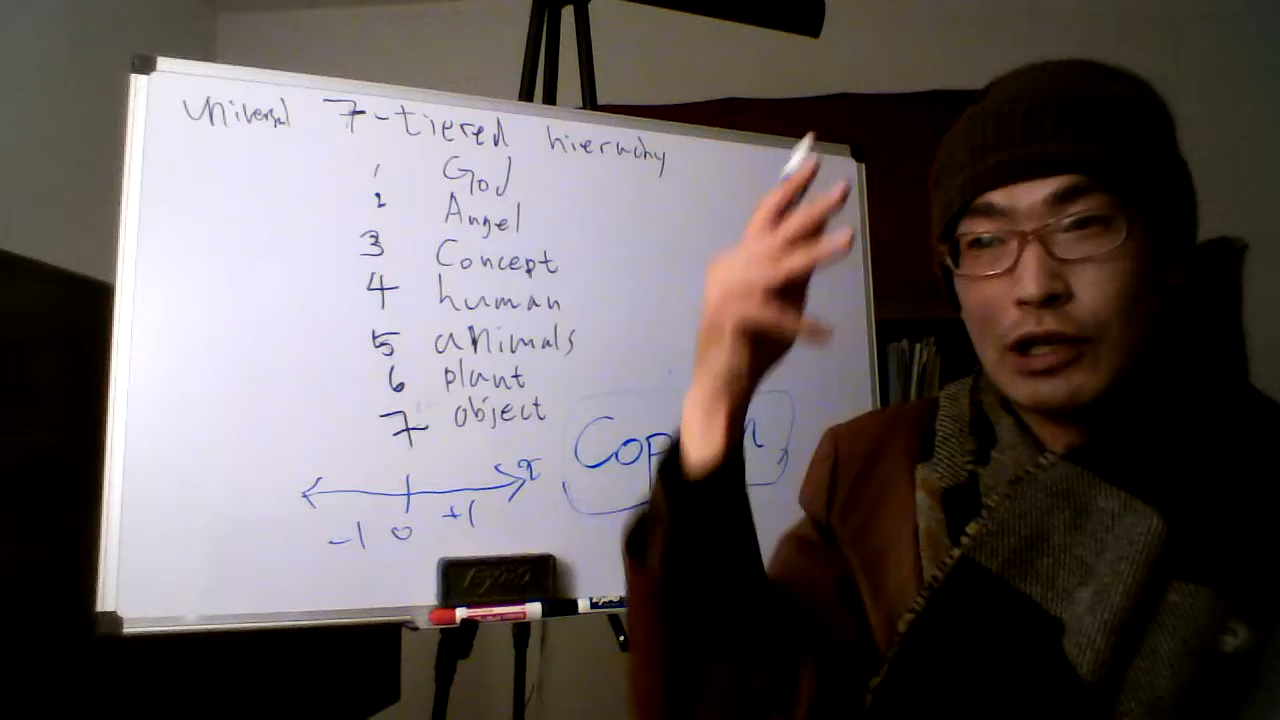 universal 7-tiered hierachy
1 God
2 Angel
3 Concept
4 human
5 animals
6 plant
7 object
x
-1 0 +1